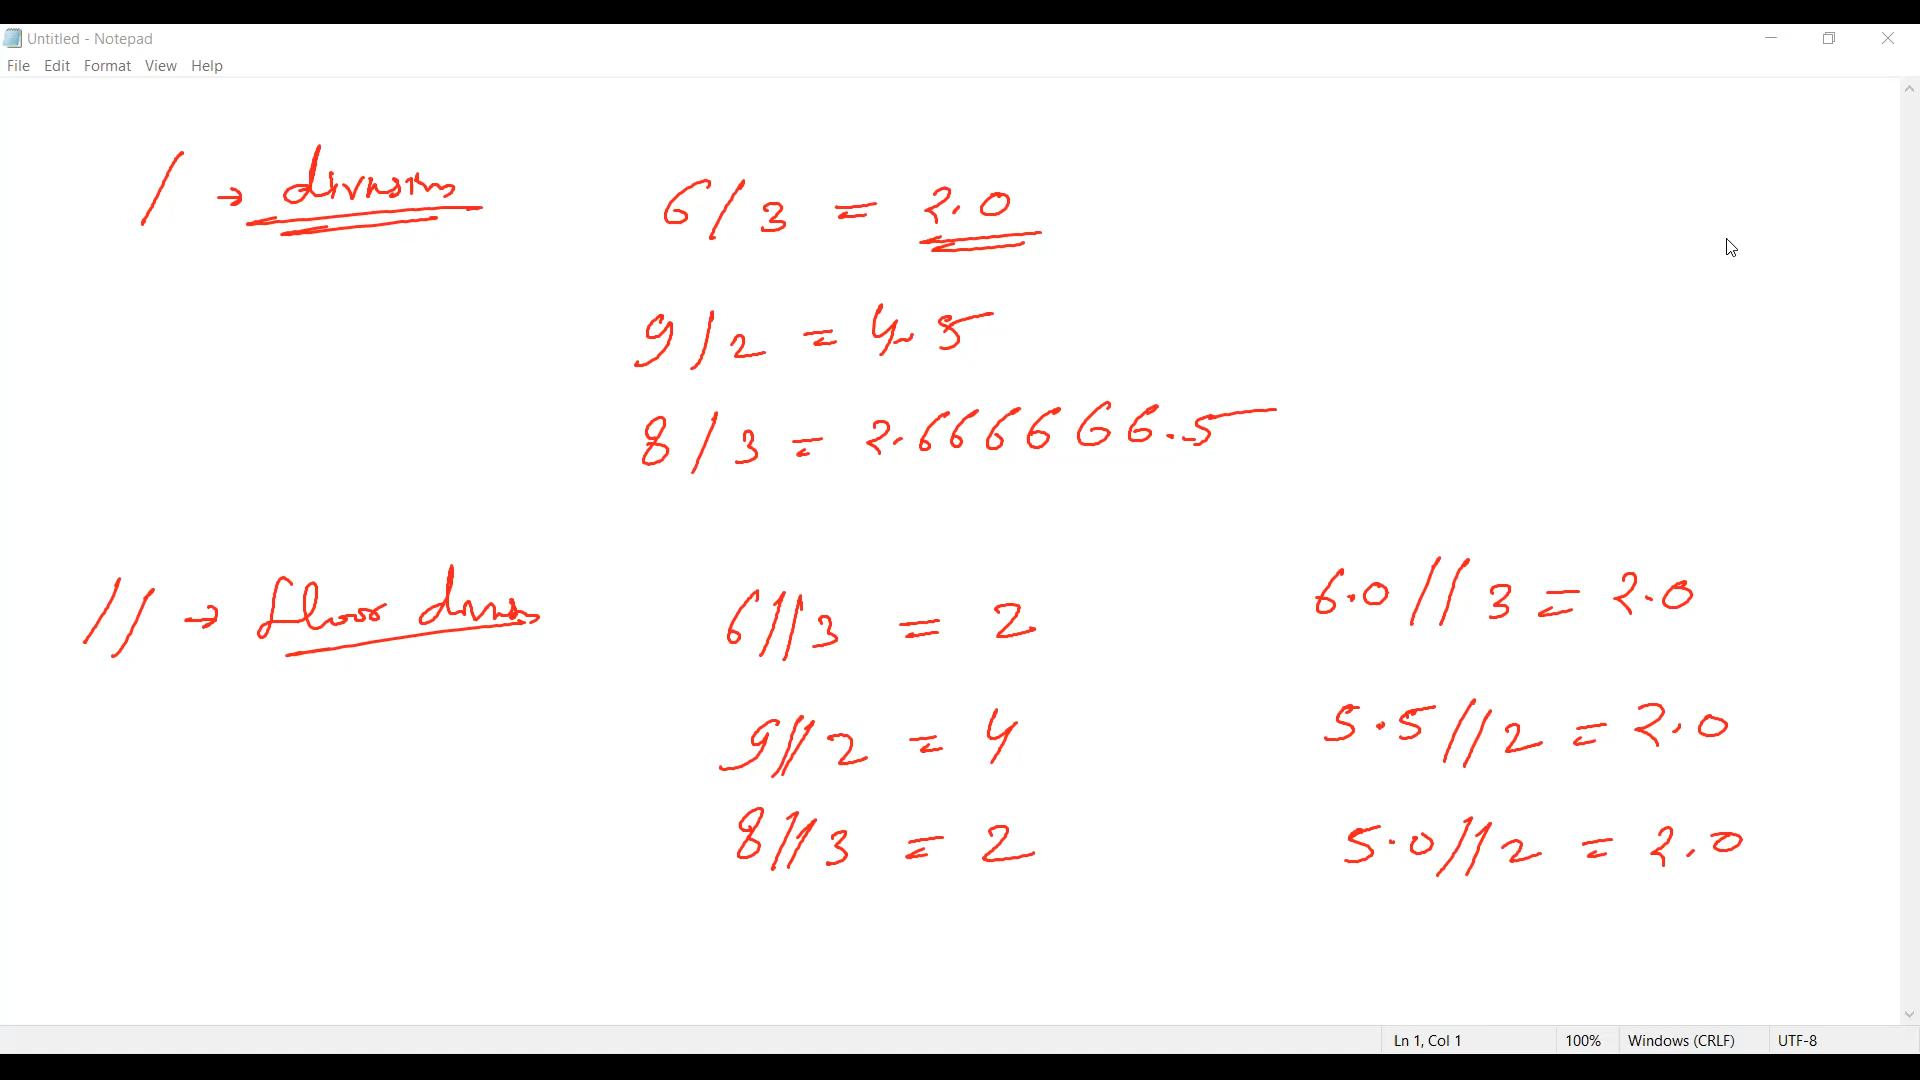 Untitled - Notepad
File Edit Format View Help
/ → division
6/3 = 2.0
9/2 = 4.5
8/3 = 2.666666.5
// → floor division
6//3 = 2
9//2 = 4
8//3 = 2
6.0//3 = 2.0
5.5//2 = 2.0
5.0//2 = 2.0
Ln 1, Col 1 100% Windows (CRLF) UTF-8